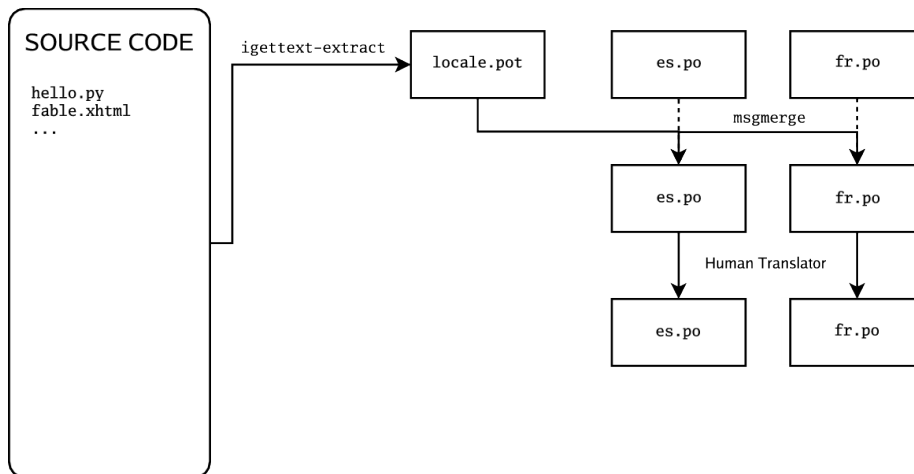 SOURCE CODE
hello.py
fable.xhtml
...
igettext-extract
locale.pot
es.po
fr.po
msgmerge
es.po
fr.po
Human Translator
es.po
fr.po